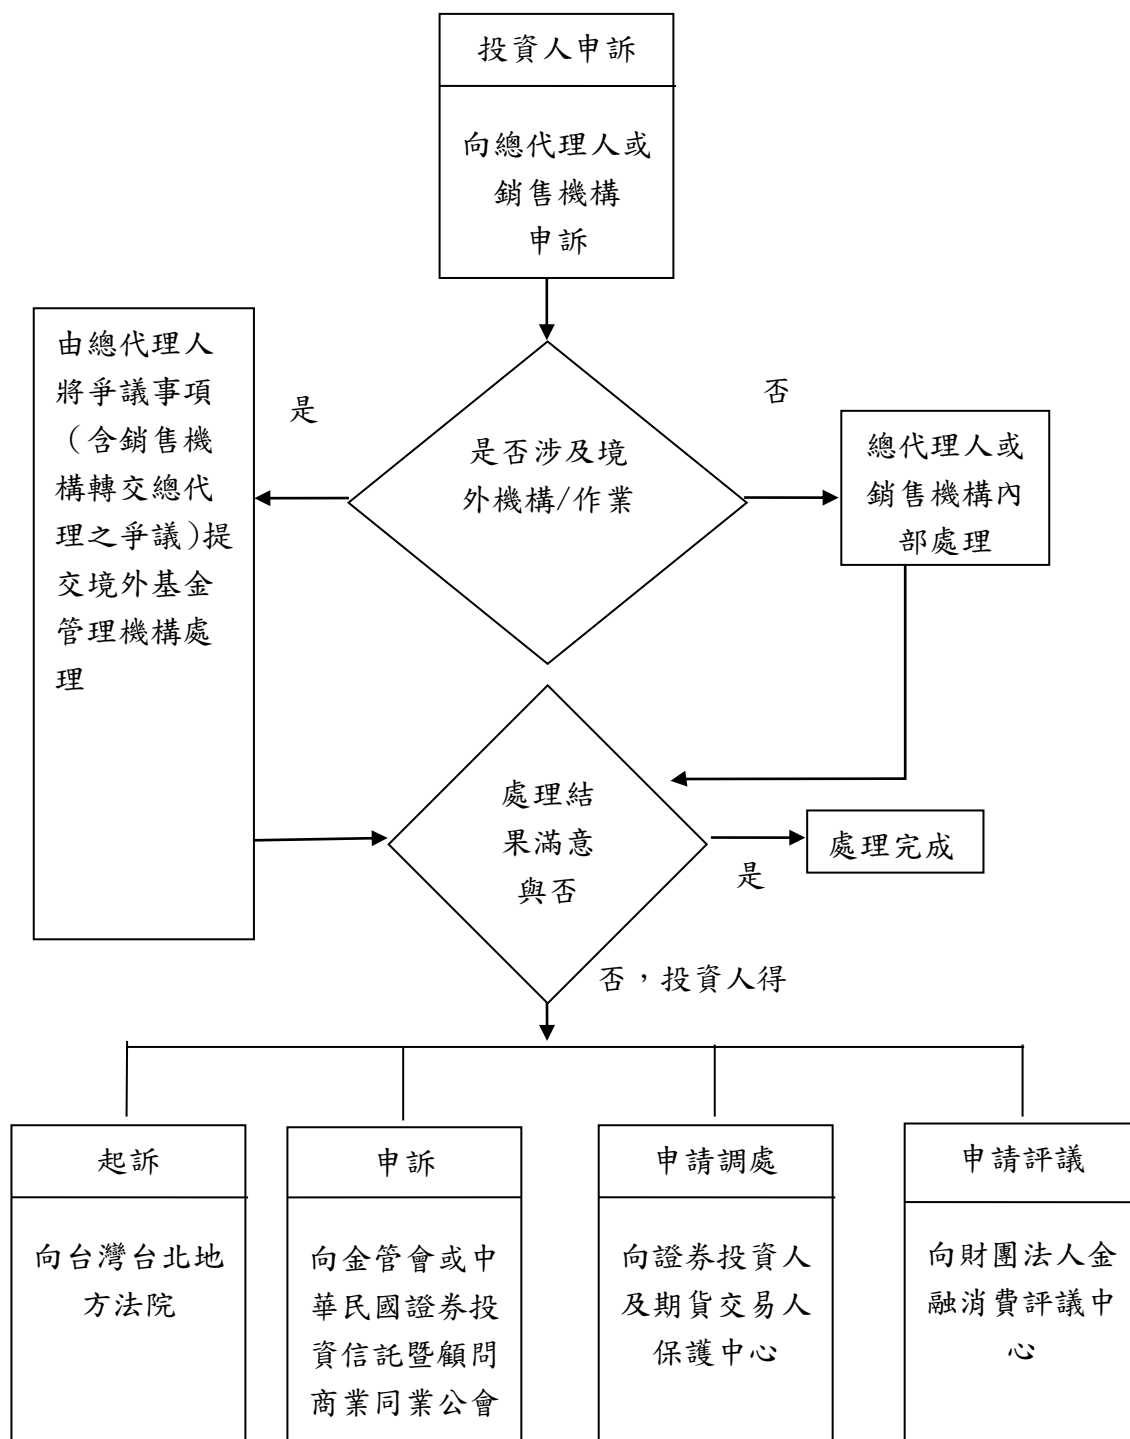 投資人申訴
向總代理人或
銷售機構
申訴
由總代理人
將爭議事項
（含銷售機
構轉交總代
理之爭議）提
交境外基金
管理機構處
理
是
是否涉及境
外機構/作業
否
總代理人或
銷售機構內
部處理
處理結
果滿意
與否
是
處理完成
否，投資人得
起訴
向台灣台北地
方法院
申訴
向金管會或中
華民國證券投
資信託暨顧問
商業同業公會
申請調處
向證券投資人
及期貨交易人
保護中心
申請評議
向財團法人金
融消費評議中
心